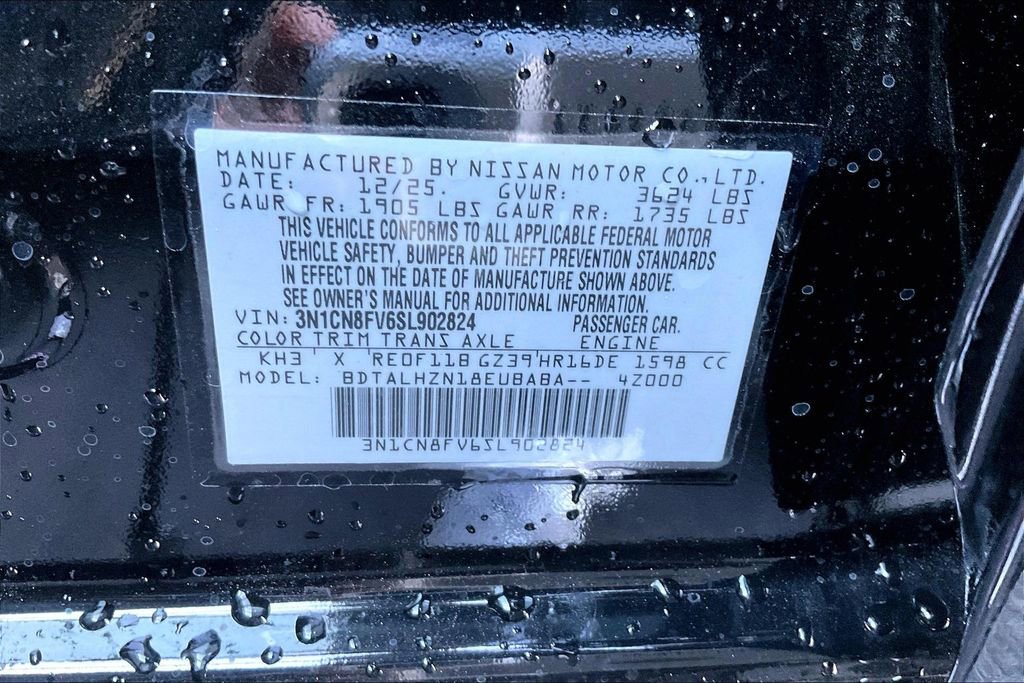 MANUFACTURED BY NISSAN MOTOR CO., LTD.
DATE: 12/25. GVWR: 3624 LBS
GAWR FR: 1905 LBS GAWR RR: 1735 LBS
THIS VEHICLE CONFORMS TO ALL APPLICABLE FEDERAL MOTOR
VEHICLE SAFETY, BUMPER AND THEFT PREVENTION STANDARDS
IN EFFECT ON THE DATE OF MANUFACTURE SHOWN ABOVE.
SEE OWNER'S MANUAL FOR ADDITIONAL INFORMATION.
VIN: 3N1CN8FV6SL902824 PASSENGER CAR.
COLOR TRIM TRANS AXLE ENGINE
KH3 X RE0F11B GZ39 HR16DE 1598 CC
MODEL: BDTALHZN18EUBABA-- 4Z000
3N1CN8FV6SL902824